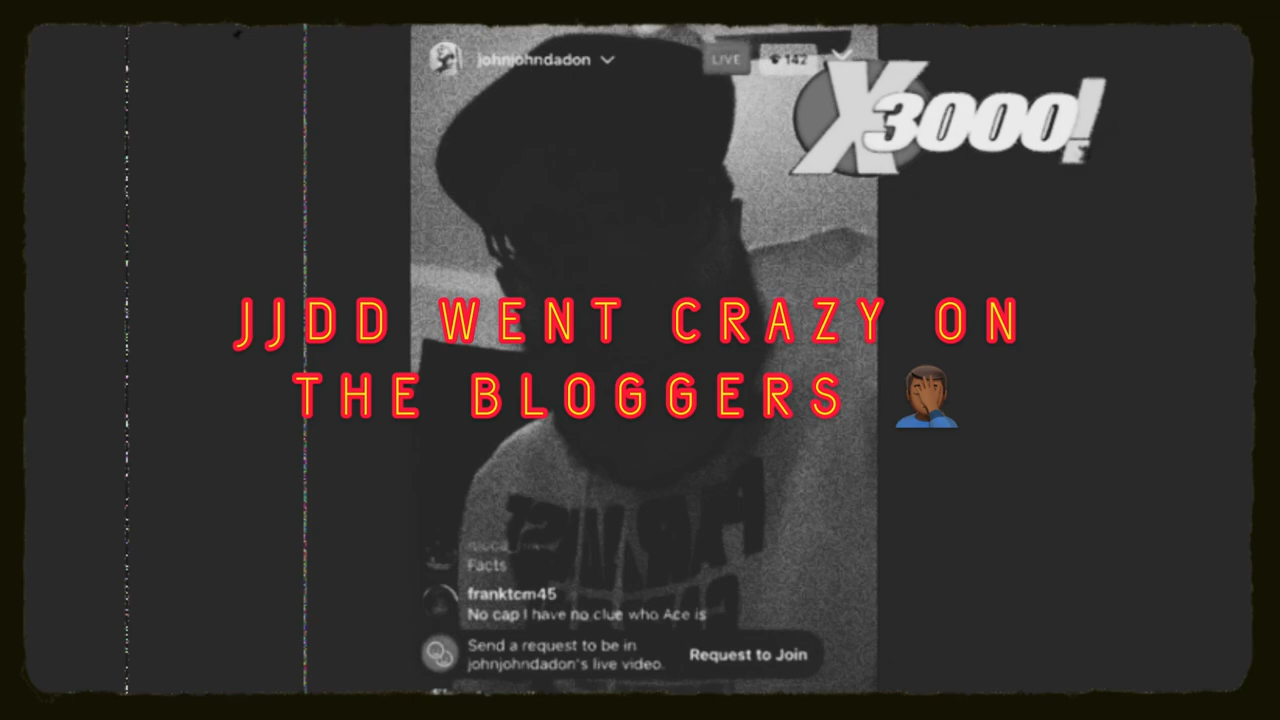 johnjohndadon
LIVE
142
X3000!
JJDD WENT CRAZY ON
THE BLOGGERS
Facts
franktcm45
No cap I have no clue who Ace is
Send a request to be in
johnjohndadon's live video.
Request to Join